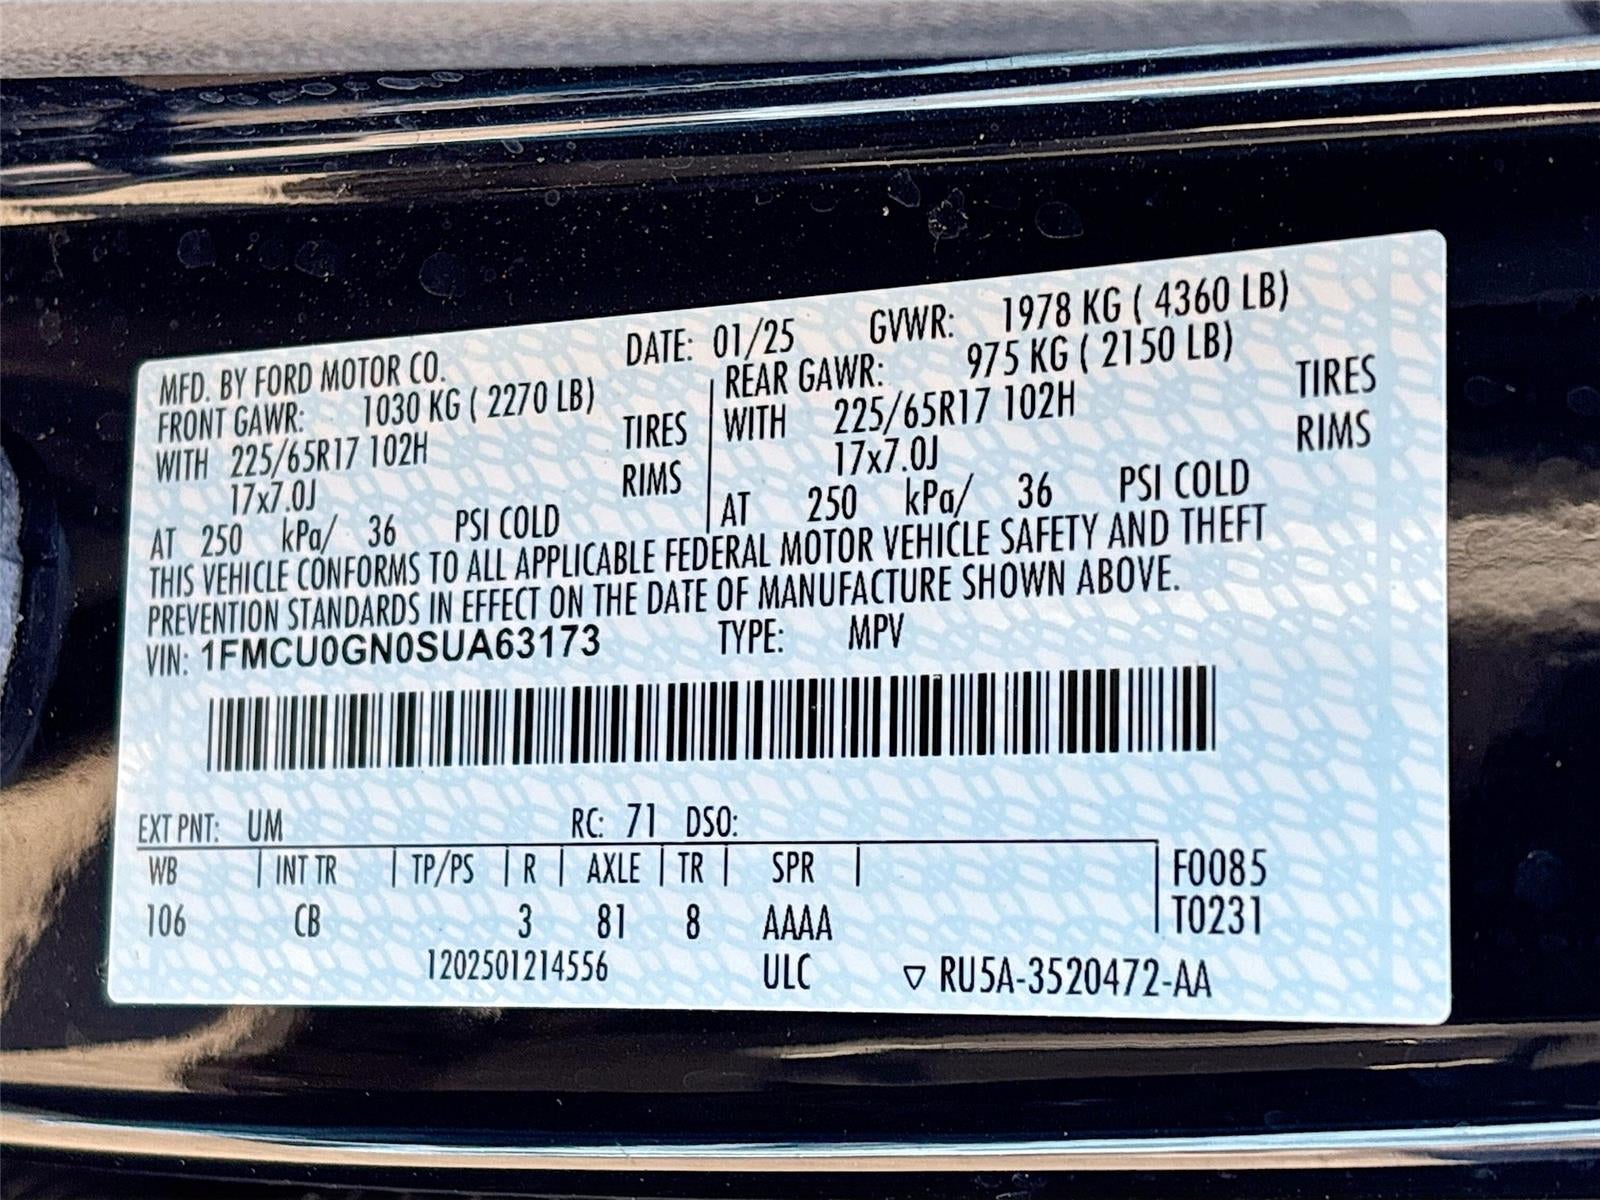 MFD. BY FORD MOTOR CO. DATE: 01/25 GVWR: 1978 KG ( 4360 LB)
FRONT GAWR: 1030 KG ( 2270 LB) REAR GAWR: 975 KG ( 2150 LB)
WITH 225/65R17 102H TIRES WITH 225/65R17 102H TIRES
17x7.0J RIMS 17x7.0J RIMS
AT 250 kPa/ 36 PSI COLD AT 250 kPa/ 36 PSI COLD
THIS VEHICLE CONFORMS TO ALL APPLICABLE FEDERAL MOTOR VEHICLE SAFETY AND THEFT
PREVENTION STANDARDS IN EFFECT ON THE DATE OF MANUFACTURE SHOWN ABOVE.
VIN: 1FMCU0GN0SUA63173 TYPE: MPV
EXT PNT: UM RC: 71 DSO:
WB INT TR TP/PS R AXLE TR SPR F0085
106 CB 3 81 8 AAAA T0231
1202501214556 ULC ▽ RU5A-3520472-AA